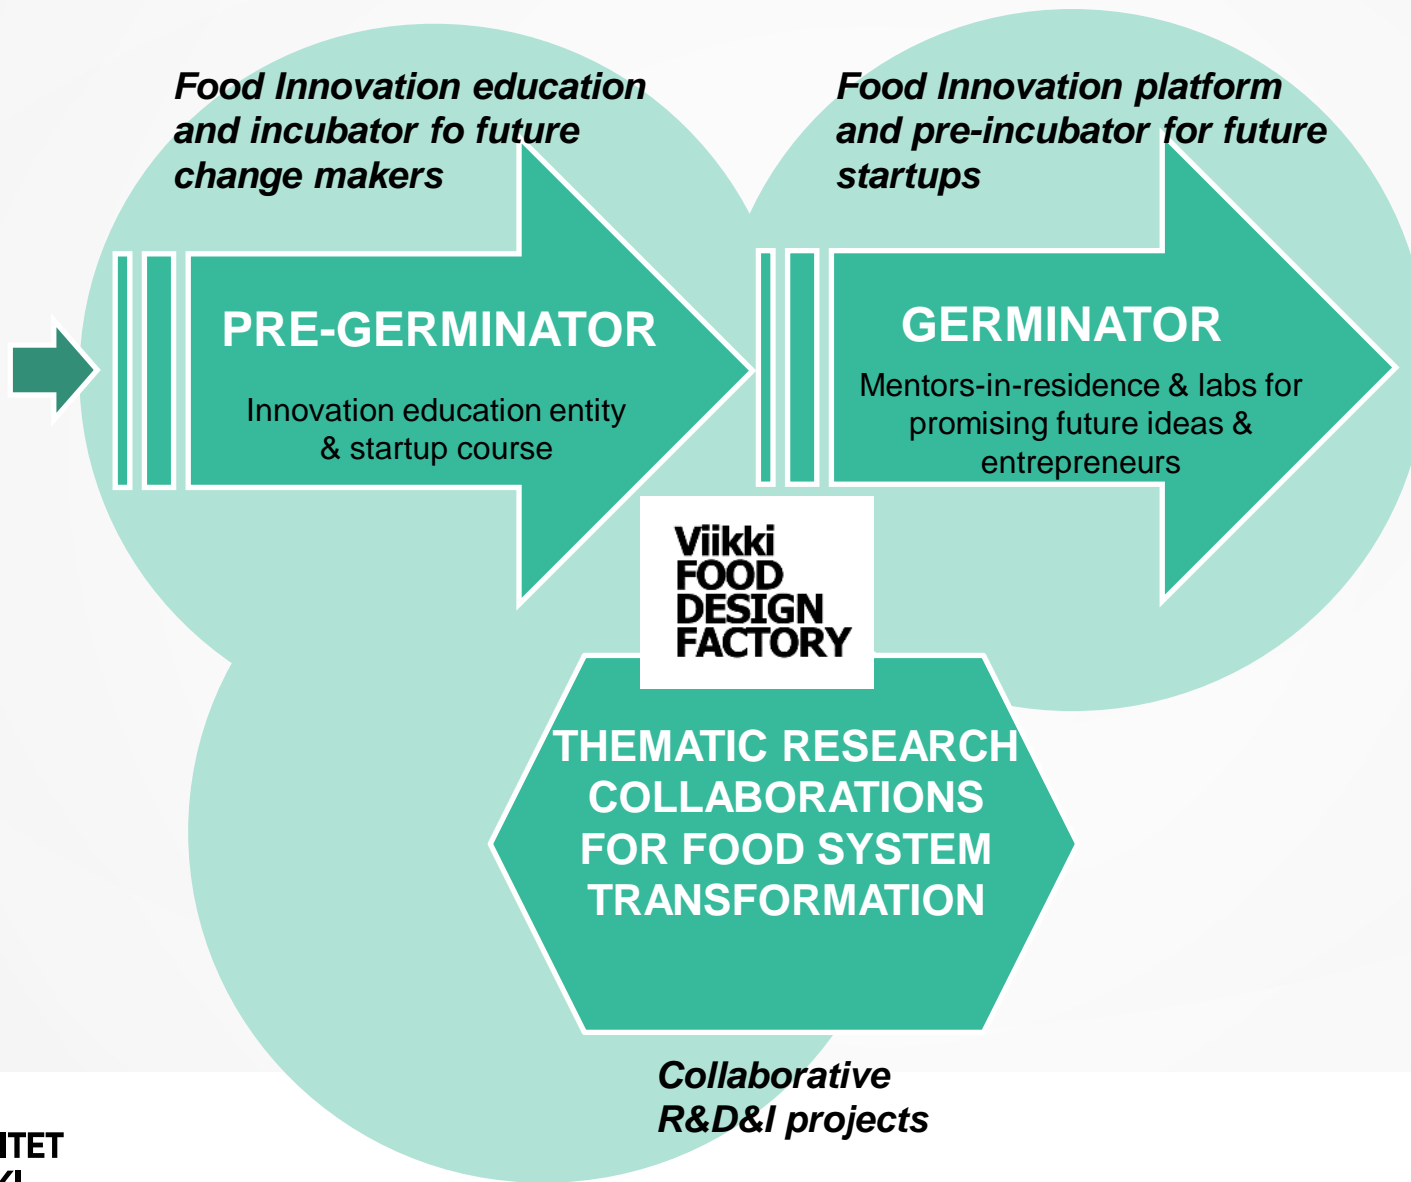 Food Innovation education
and incubator fo future
change makers
Food Innovation platform
and pre-incubator for future
startups
PRE-GERMINATOR
Innovation education entity
& startup course
GERMINATOR
Mentors-in-residence & labs for
promising future ideas &
entrepreneurs
Viikki
FOOD
DESIGN
FACTORY
THEMATIC RESEARCH
COLLABORATIONS
FOR FOOD SYSTEM
TRANSFORMATION
Collaborative
R&D&I projects